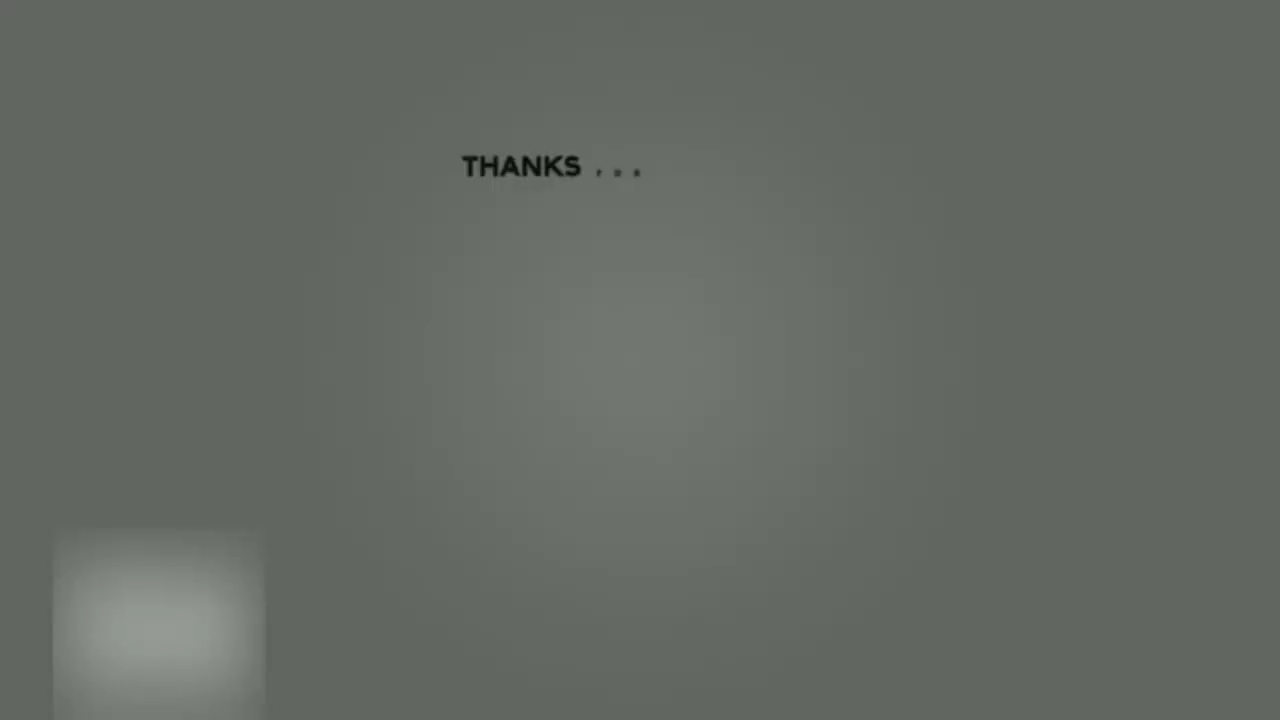 THANKS . . .